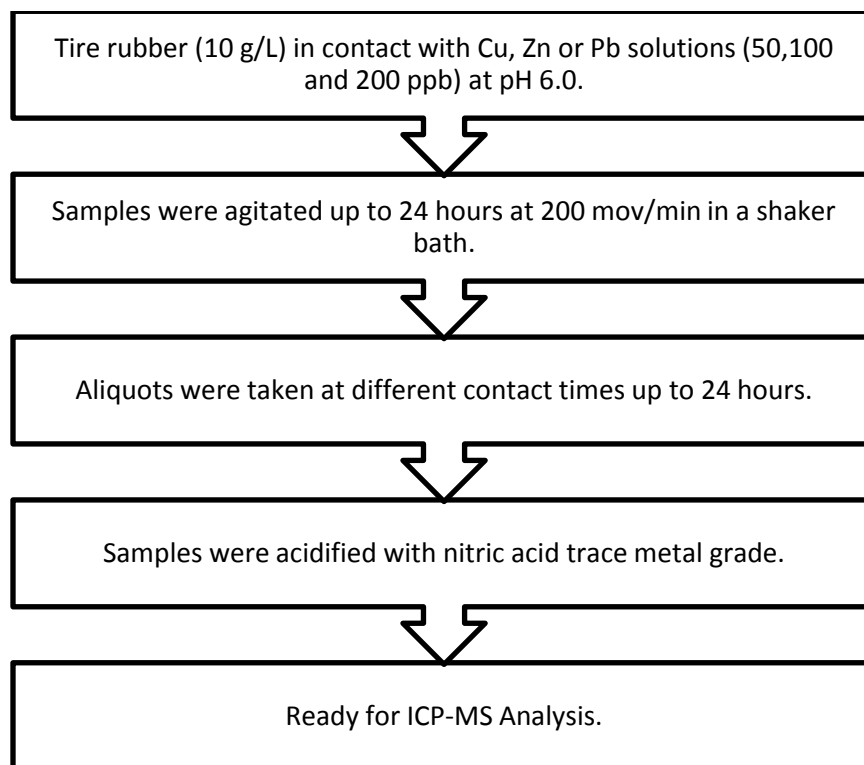 Tire rubber (10 g/L) in contact with Cu, Zn or Pb solutions (50,100
and 200 ppb) at pH 6.0.
Samples were agitated up to 24 hours at 200 mov/min in a shaker
bath.
Aliquots were taken at different contact times up to 24 hours.
Samples were acidified with nitric acid trace metal grade.
Ready for ICP-MS Analysis.